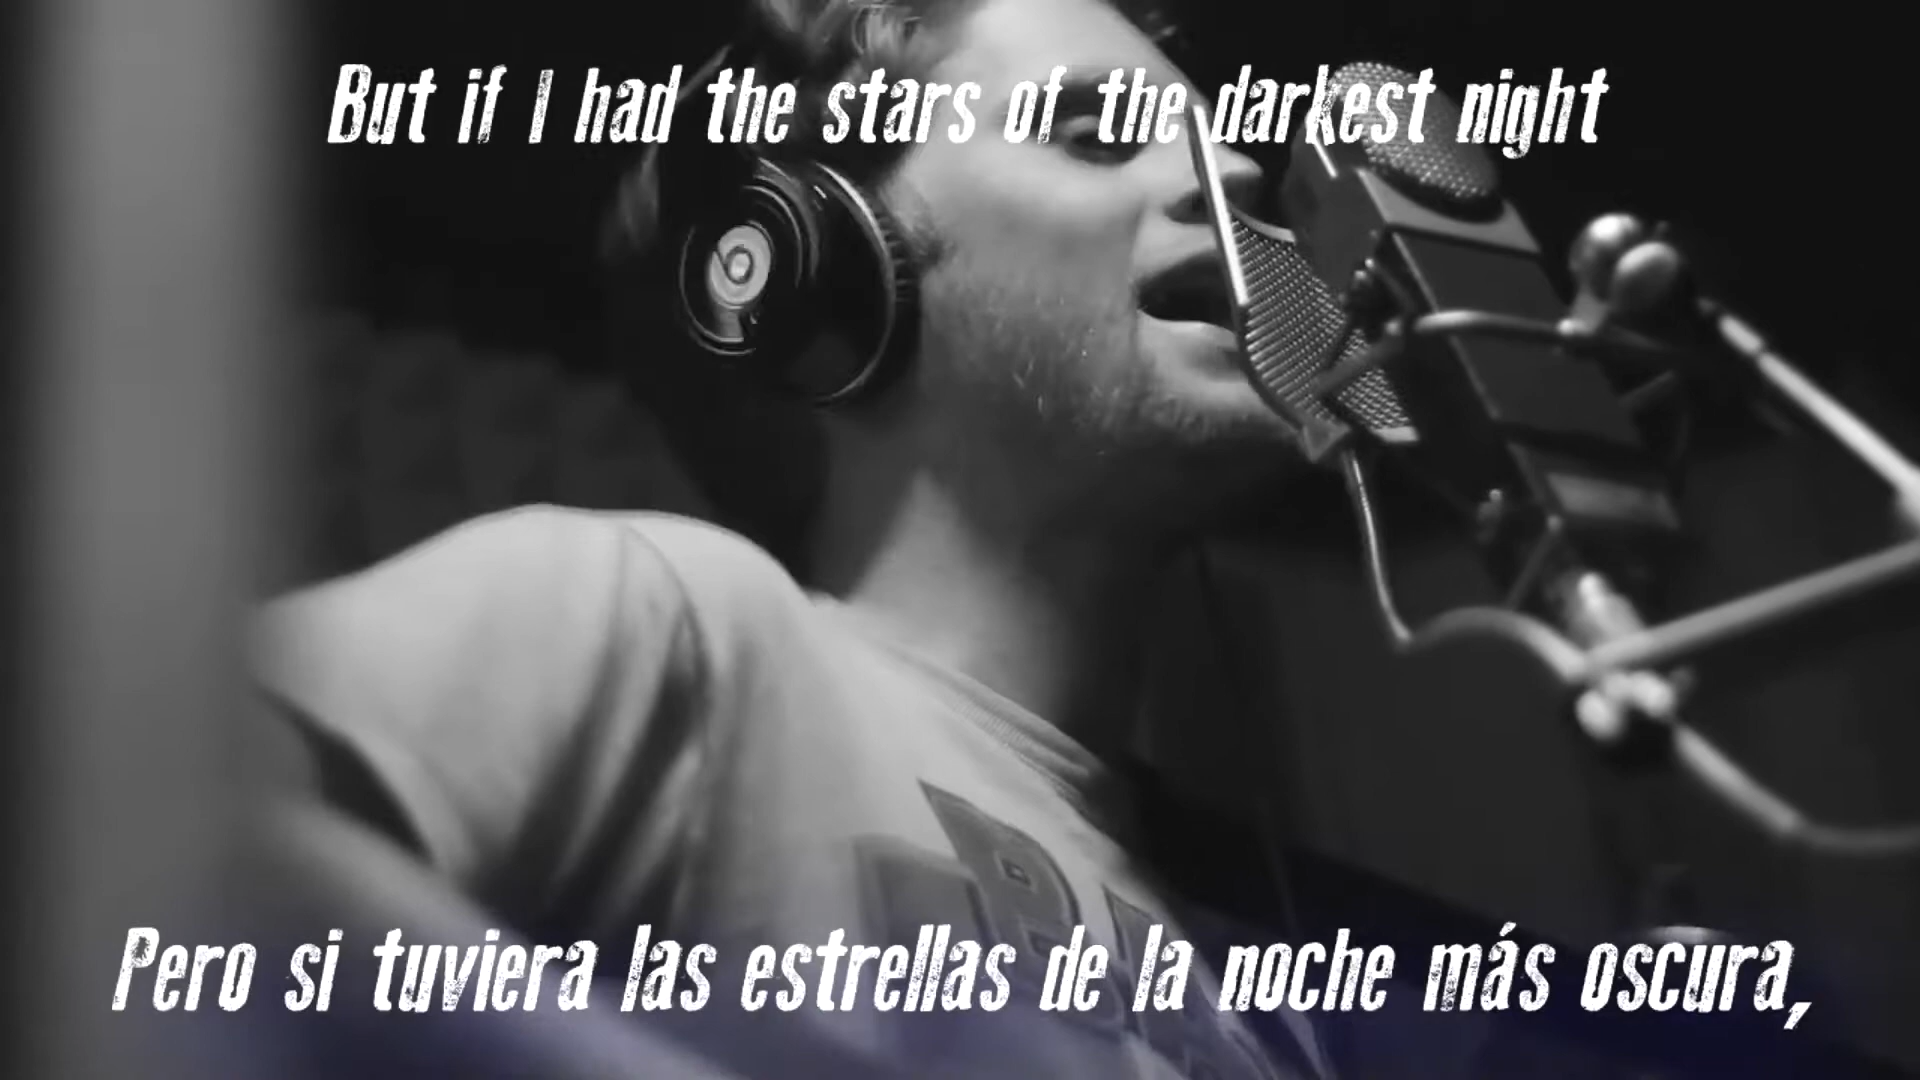 But if I had the stars of the darkest night
Pero si tuviera las estrellas de la noche más oscura,